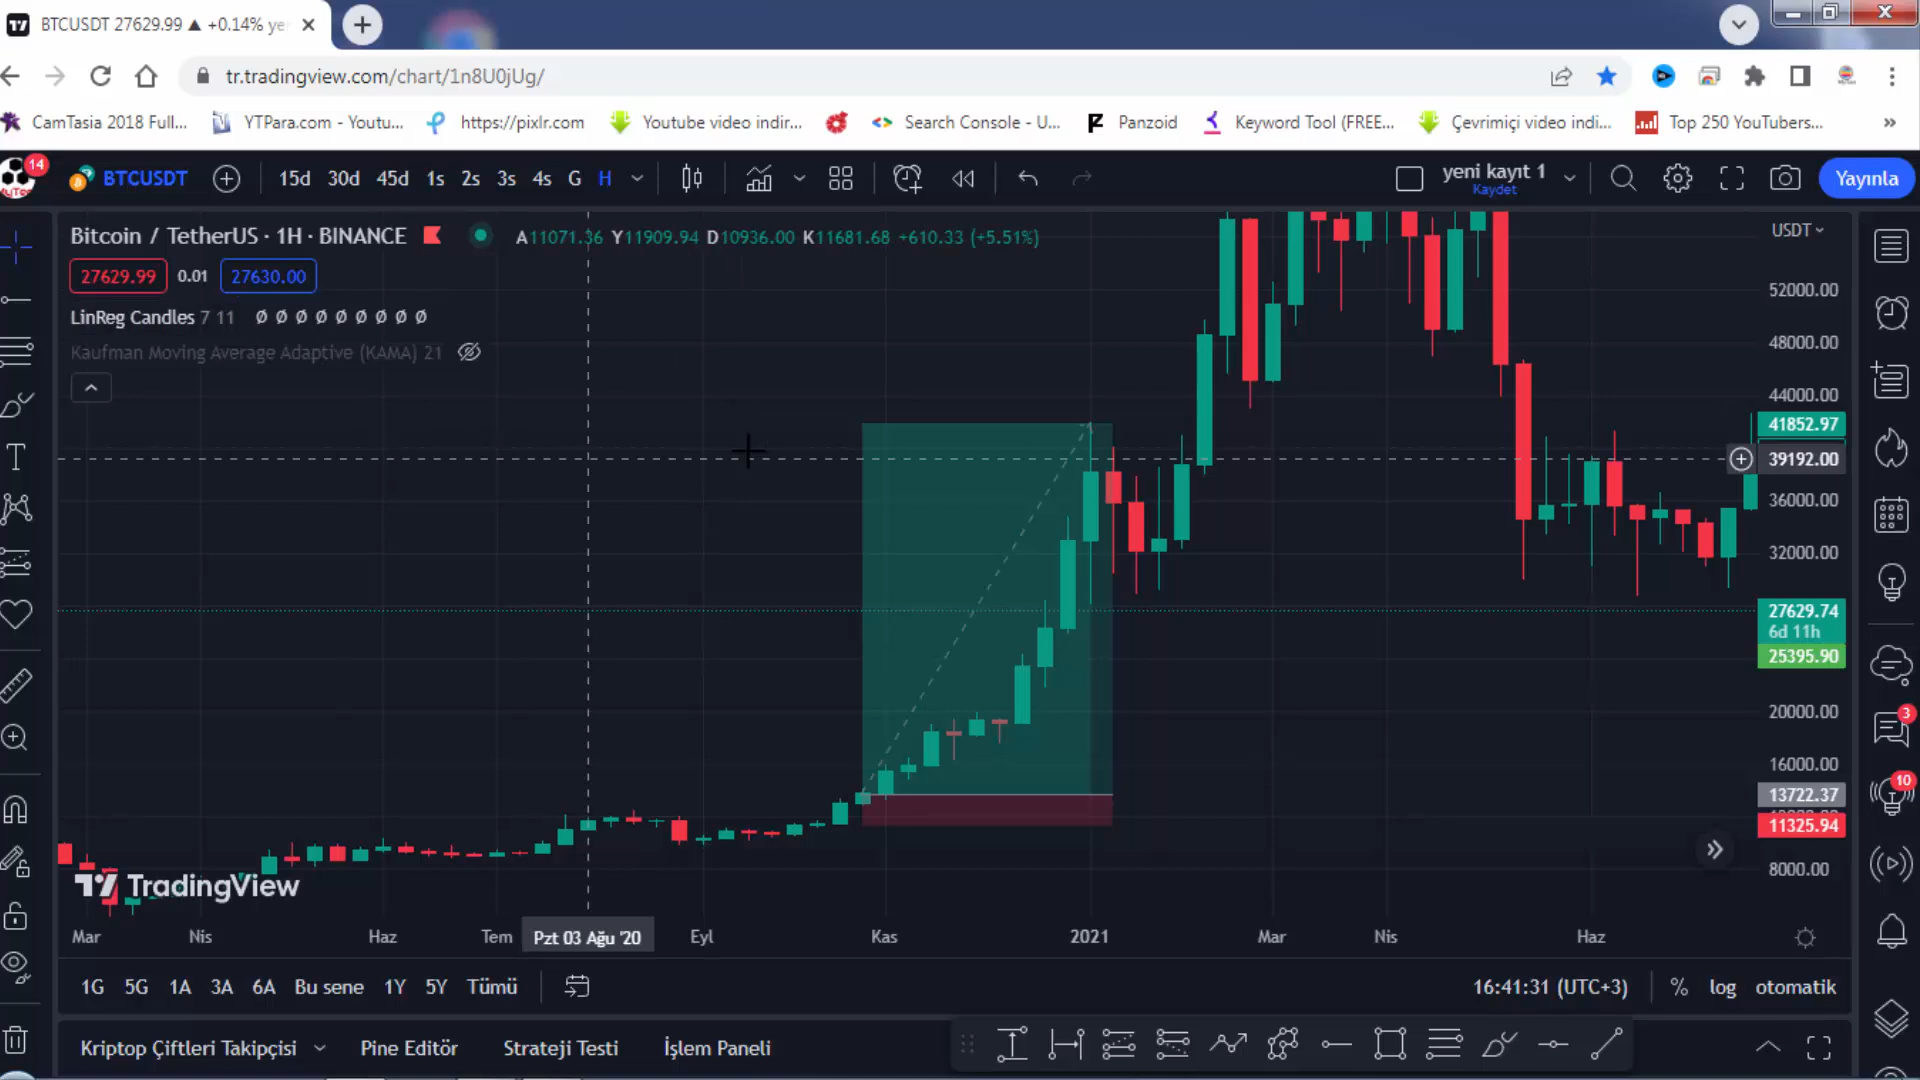 BTCUSDT 27629.99 ▲ +0.14% ye
tr.tradingview.com/chart/1n8U0jUg/
CamTasia 2018 Full... YTPara.com - Youtu... https://pixlr.com Youtube video indir... Search Console - U... Panzoid Keyword Tool (FREE... Çevrimiçi video indi... Top 250 YouTubers... »
14 BTCUSDT 15d 30d 45d 1s 2s 3s 4s G H yeni kayıt 1 Yayınla
Kaydet
Bitcoin / TetherUS · 1H · BINANCE A11071.36 Y11909.94 D10936.00 K11681.68 +610.33 (+5.51%) USDT
27629.99 0.01 27630.00
LinReg Candles 7 11 Ø Ø Ø Ø Ø Ø Ø Ø Ø
Kaufman Moving Average Adaptive (KAMA) 21
52000.00
48000.00
44000.00
41852.97
39192.00
36000.00
32000.00
27629.74
6d 11h
25395.90
20000.00
16000.00
13722.37
11325.94
8000.00
3
10
TradingView
Mar Nis Haz Tem Pzt 03 Ağu '20 Eyl Kas 2021 Mar Nis Haz
1G 5G 1A 3A 6A Bu sene 1Y 5Y Tümü 16:41:31 (UTC+3) % log otomatik
Kriptop Çiftleri Takipçisi Pine Editör Strateji Testi İşlem Paneli